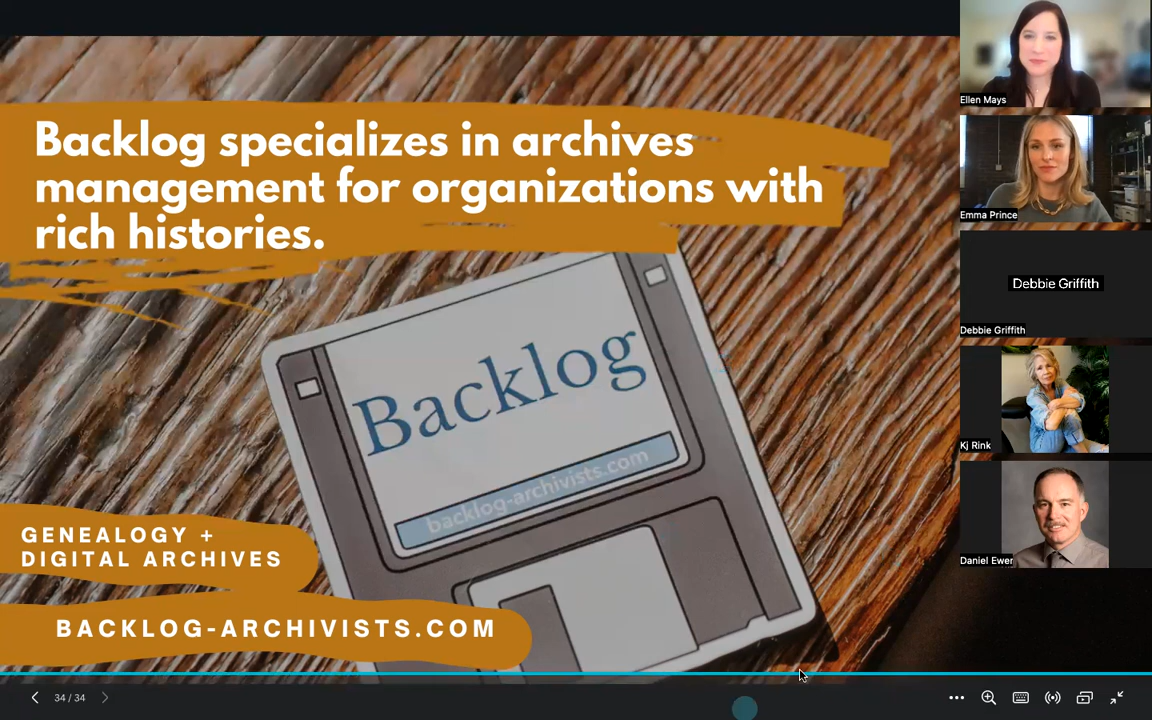 Backlog specializes in archives
management for organizations with
rich histories.
Backlog
backlog-archivists.com
GENEALOGY +
DIGITAL ARCHIVES
BACKLOG-ARCHIVISTS.COM
34 / 34
Ellen Mays
Emma Prince
Debbie Griffith
Debbie Griffith
Kj Rink
Daniel Ewer